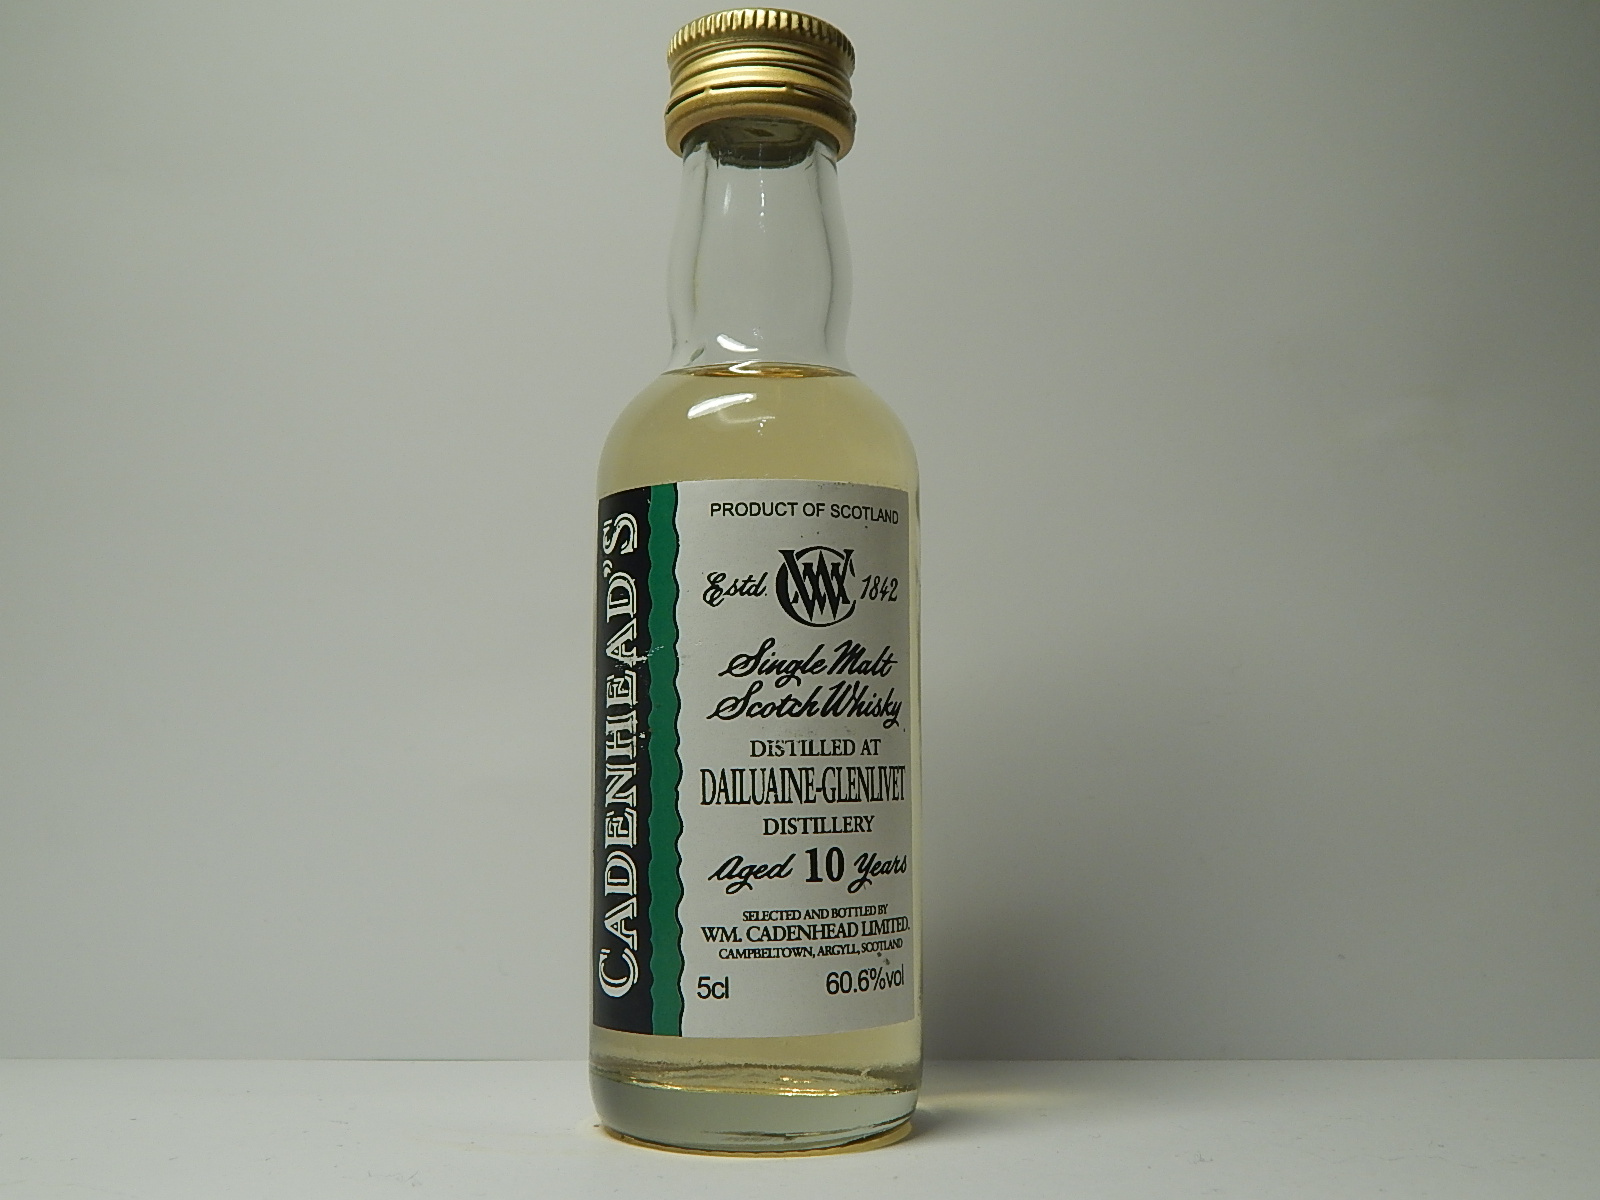 CADENHEAD'S
PRODUCT OF SCOTLAND
Estd. WC 1842
Single Malt
Scotch Whisky
DISTILLED AT
DAILUAINE-GLENLIVET
DISTILLERY
Aged 10 Years
SELECTED AND BOTTLED BY
WM. CADENHEAD LIMITED.
CAMPBELTOWN, ARGYLL, SCOTLAND
5cl 60.6%vol